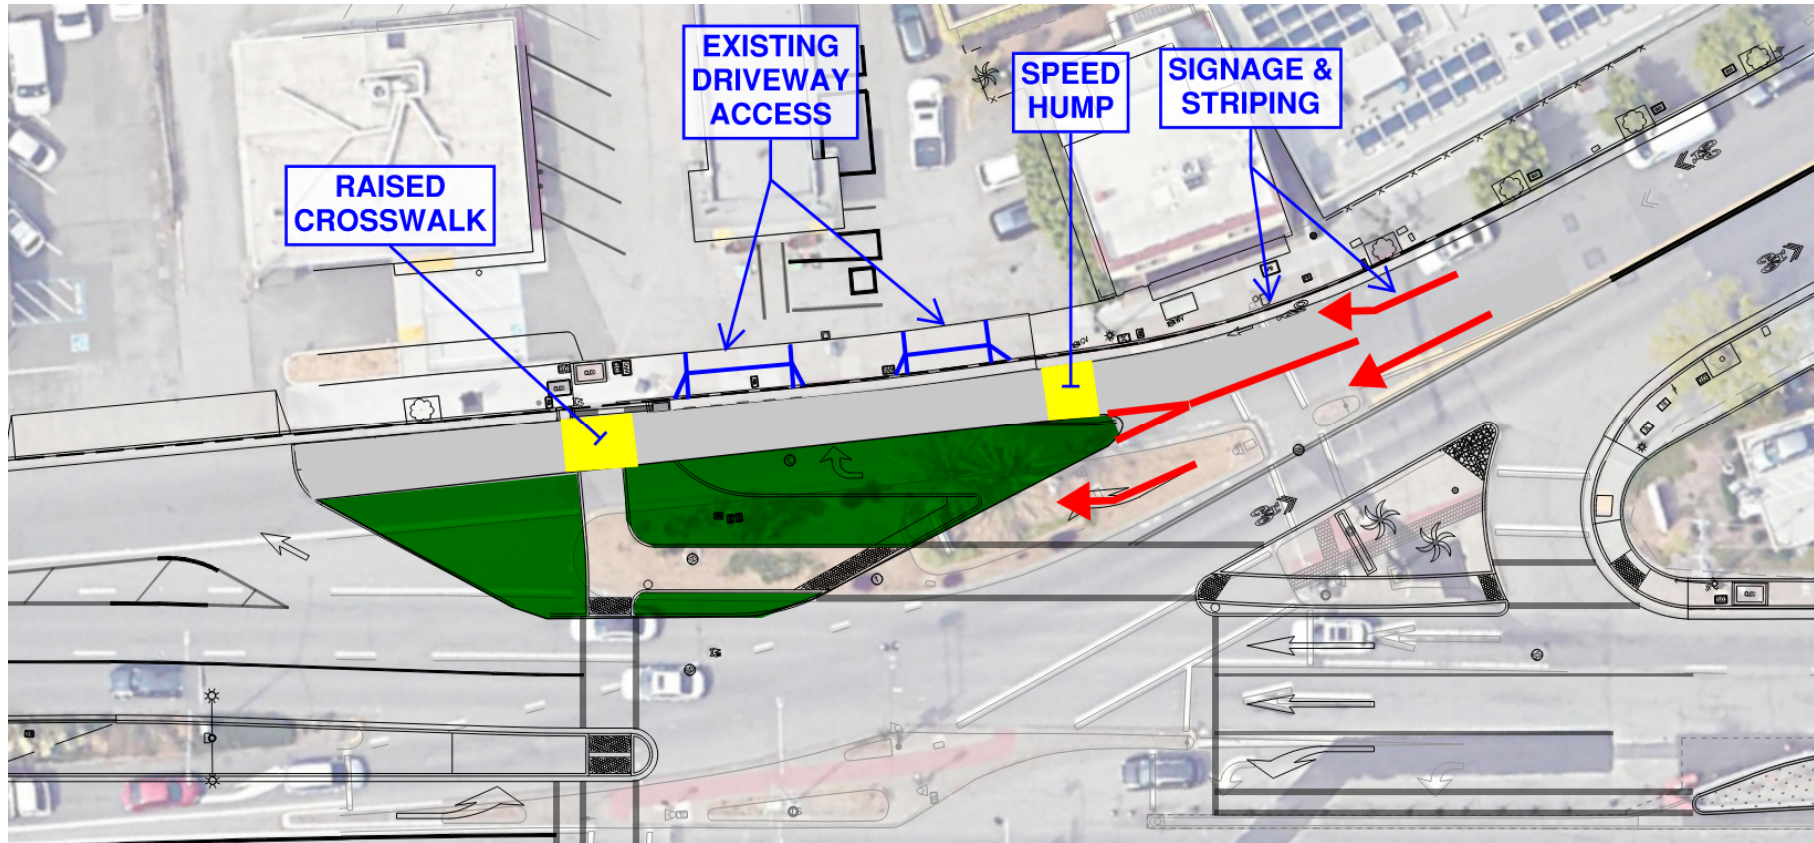 EXISTING
DRIVEWAY
ACCESS
SPEED
HUMP
SIGNAGE &
STRIPING
RAISED
CROSSWALK